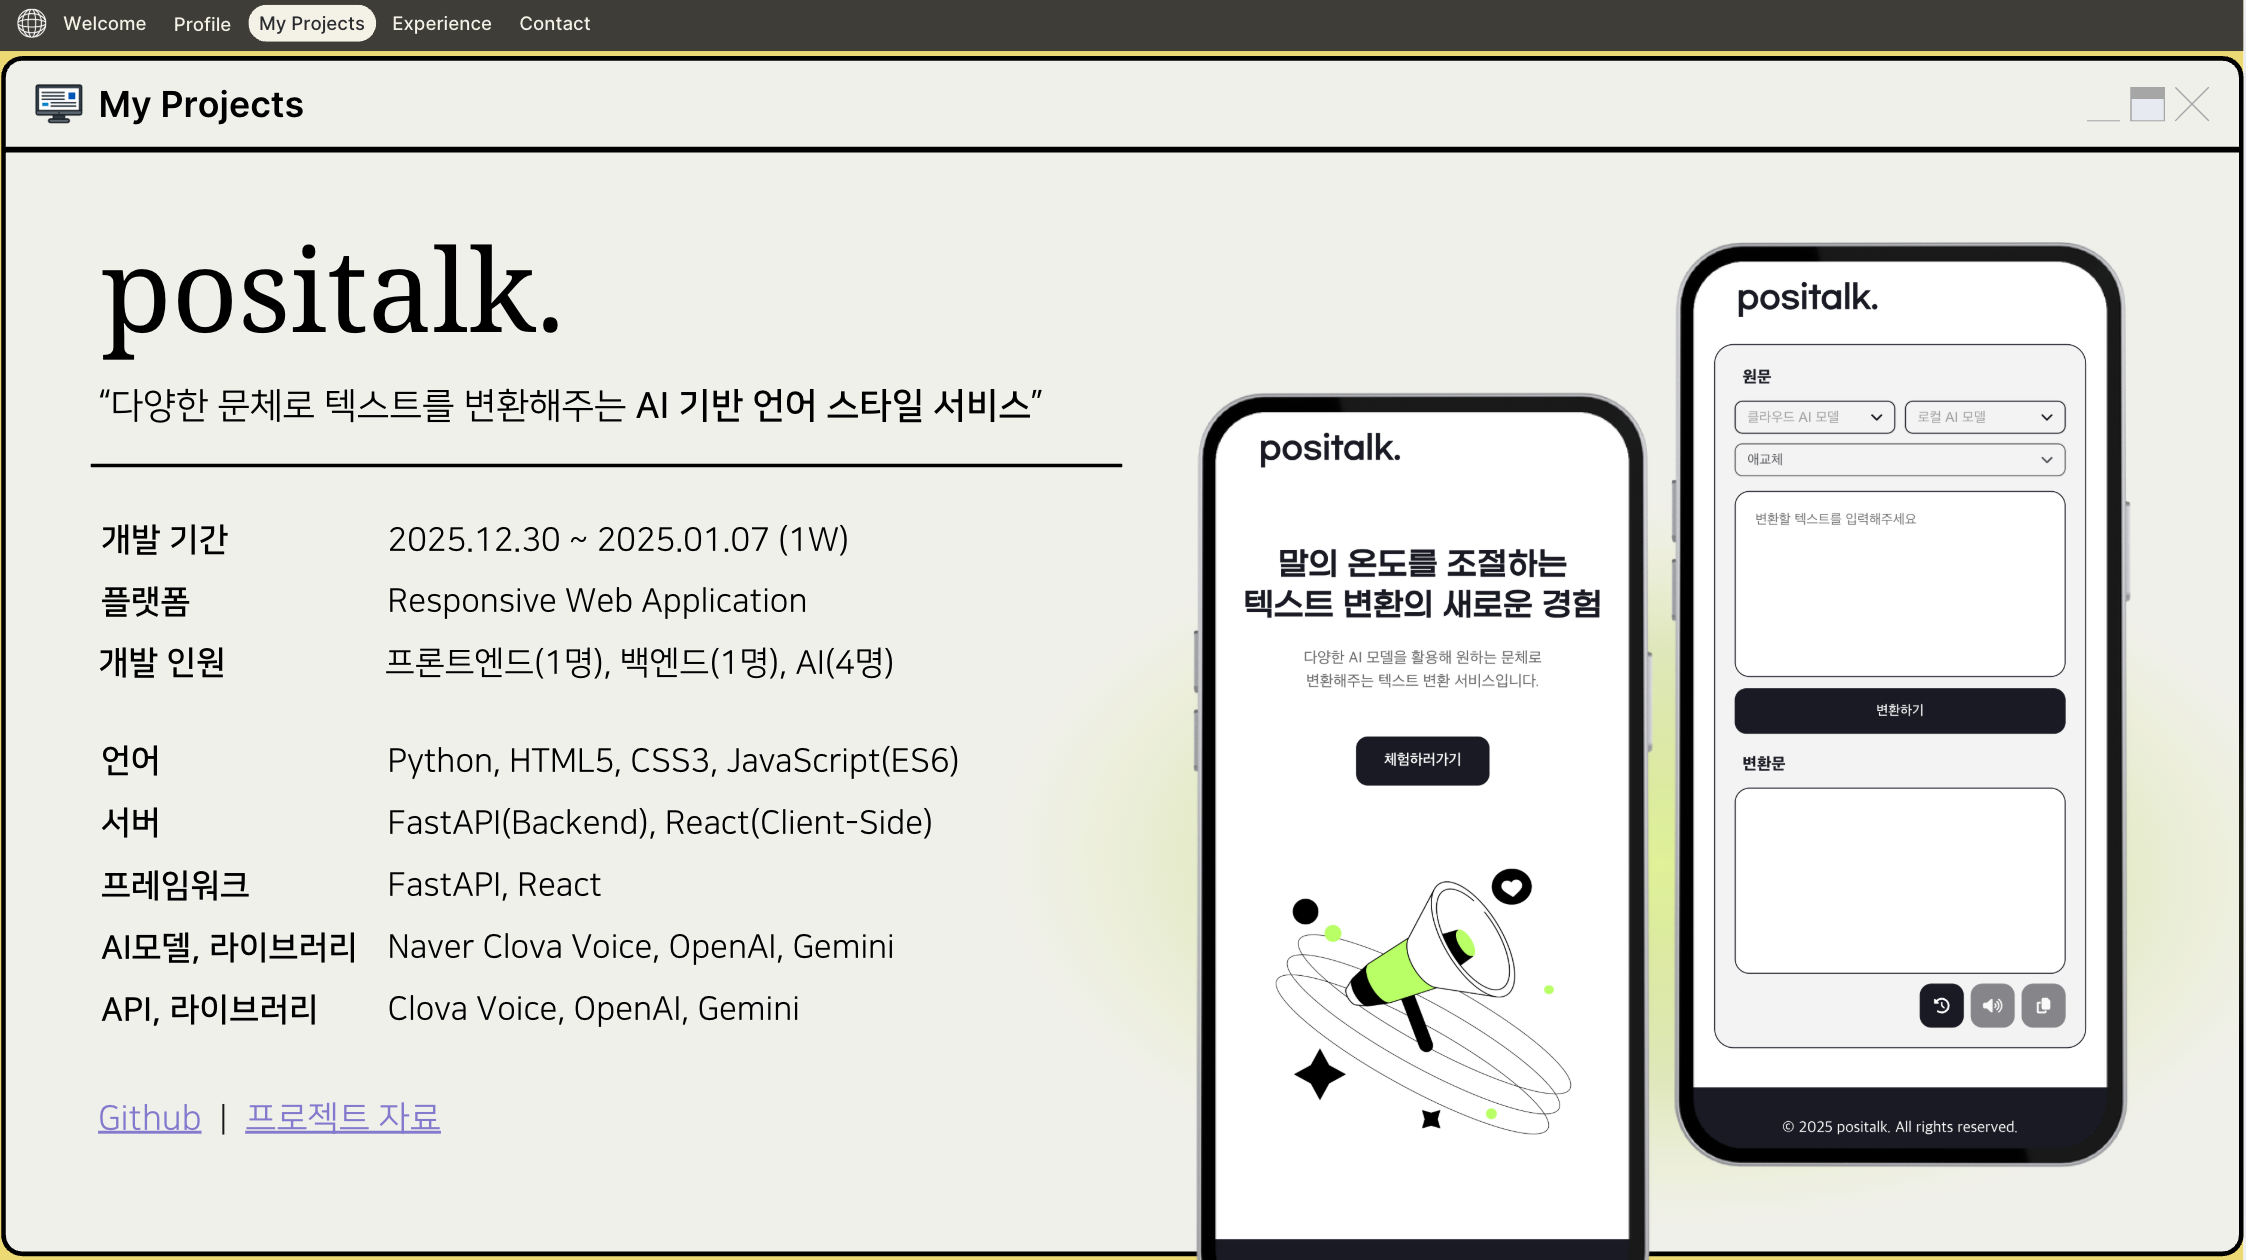 Welcome Profile My Projects Experience Contact
My Projects
positalk.
“다양한 문체로 텍스트를 변환해주는 AI 기반 언어 스타일 서비스”
개발 기간 2025.12.30 ~ 2025.01.07 (1W)
플랫폼 Responsive Web Application
개발 인원 프론트엔드(1명), 백엔드(1명), AI(4명)
언어 Python, HTML5, CSS3, JavaScript(ES6)
서버 FastAPI(Backend), React(Client-Side)
프레임워크 FastAPI, React
AI모델, 라이브러리 Naver Clova Voice, OpenAI, Gemini
API, 라이브러리 Clova Voice, OpenAI, Gemini
Github | 프로젝트 자료
positalk.
말의 온도를 조절하는
텍스트 변환의 새로운 경험
다양한 AI 모델을 활용해 원하는 문체로
변환해주는 텍스트 변환 서비스입니다.
체험하러가기
positalk.
원문
클라우드 AI 모델 로컬 AI 모델
애교체
변환할 텍스트를 입력해주세요
변환하기
변환문
© 2025 positalk. All rights reserved.